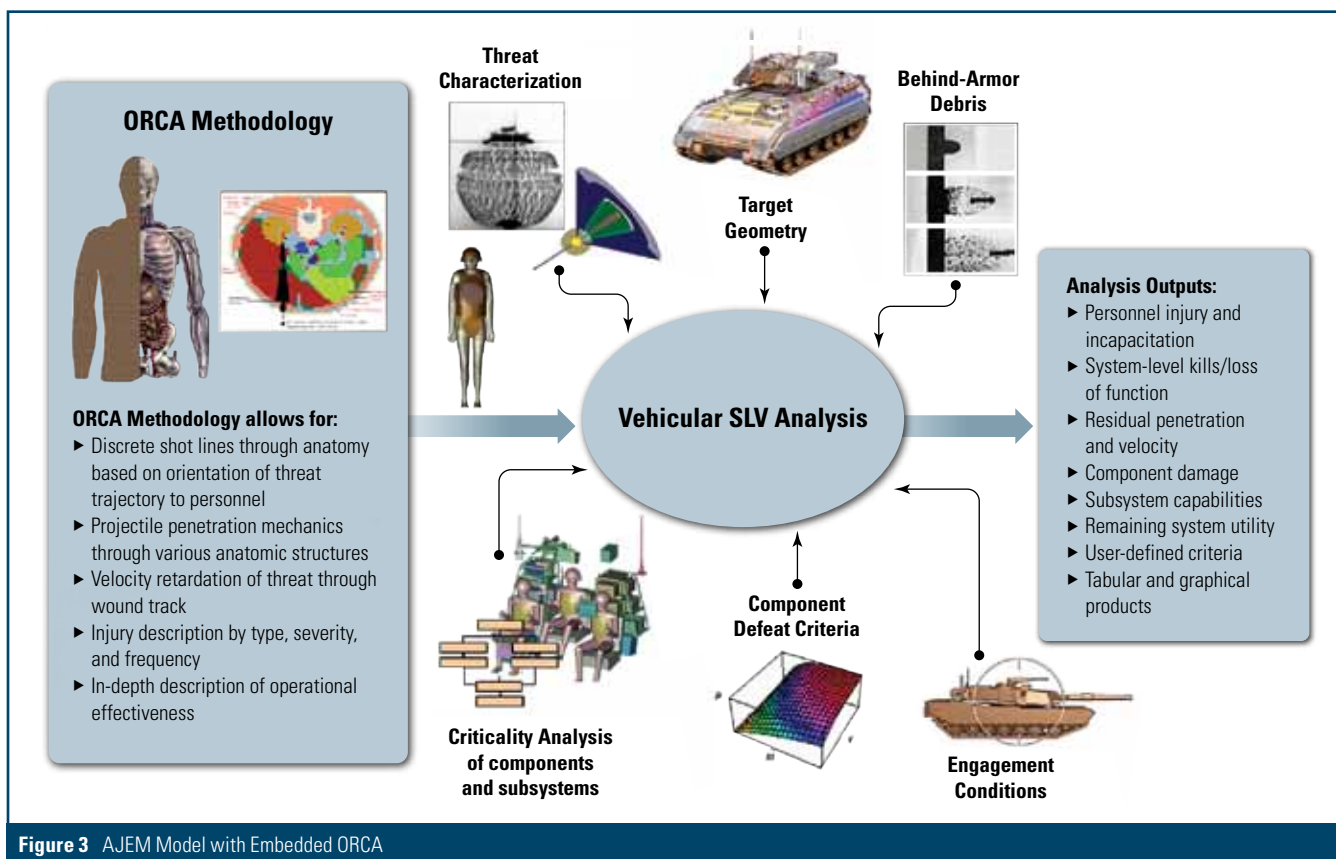 ORCA Methodology
ORCA Methodology allows for:
▸ Discrete shot lines through anatomy
based on orientation of threat
trajectory to personnel
▸ Projectile penetration mechanics
through various anatomic structures
▸ Velocity retardation of threat through
wound track
▸ Injury description by type, severity,
and frequency
▸ In-depth description of operational
effectiveness
Threat
Characterization
Target
Geometry
Behind-Armor
Debris
Vehicular SLV Analysis
Criticality Analysis
of components
and subsystems
Component
Defeat Criteria
Engagement
Conditions
Analysis Outputs:
▸ Personnel injury and
incapacitation
▸ System-level kills/loss
of function
▸ Residual penetration
and velocity
▸ Component damage
▸ Subsystem capabilities
▸ Remaining system utility
▸ User-defined criteria
▸ Tabular and graphical
products
Figure 3 AJEM Model with Embedded ORCA